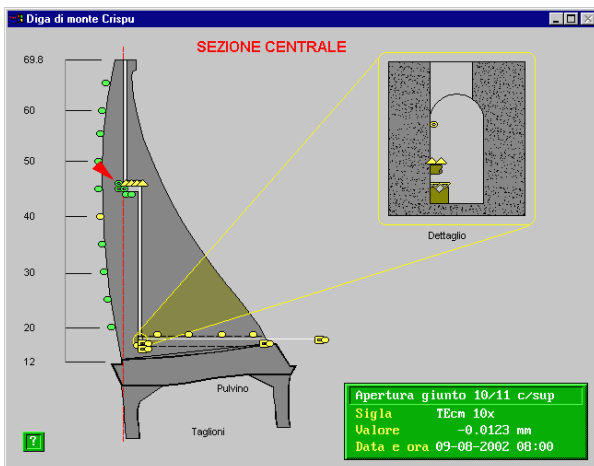 Diga di monte Crispu
SEZIONE CENTRALE
69.8
60
50
40
30
20
12
Dettaglio
Pulvino
Taglioni
Apertura giunto 10/11 c/sup
Sigla TEcm 10x
Valore -0.0123 mm
Data e ora 09-08-2002 08:00
?